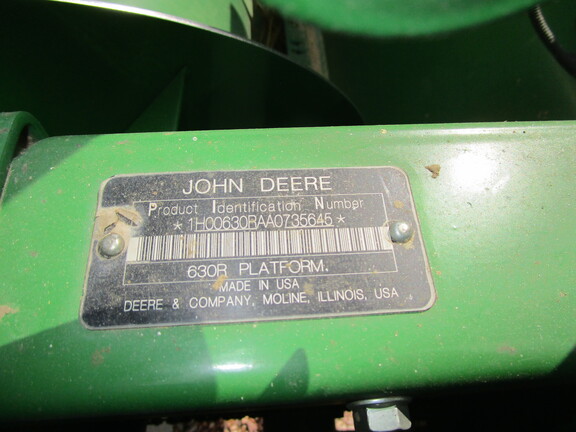 JOHN DEERE
Product Identification Number
*1H00630RAA0735645*
630R PLATFORM.
MADE IN USA
DEERE & COMPANY, MOLINE, ILLINOIS, USA